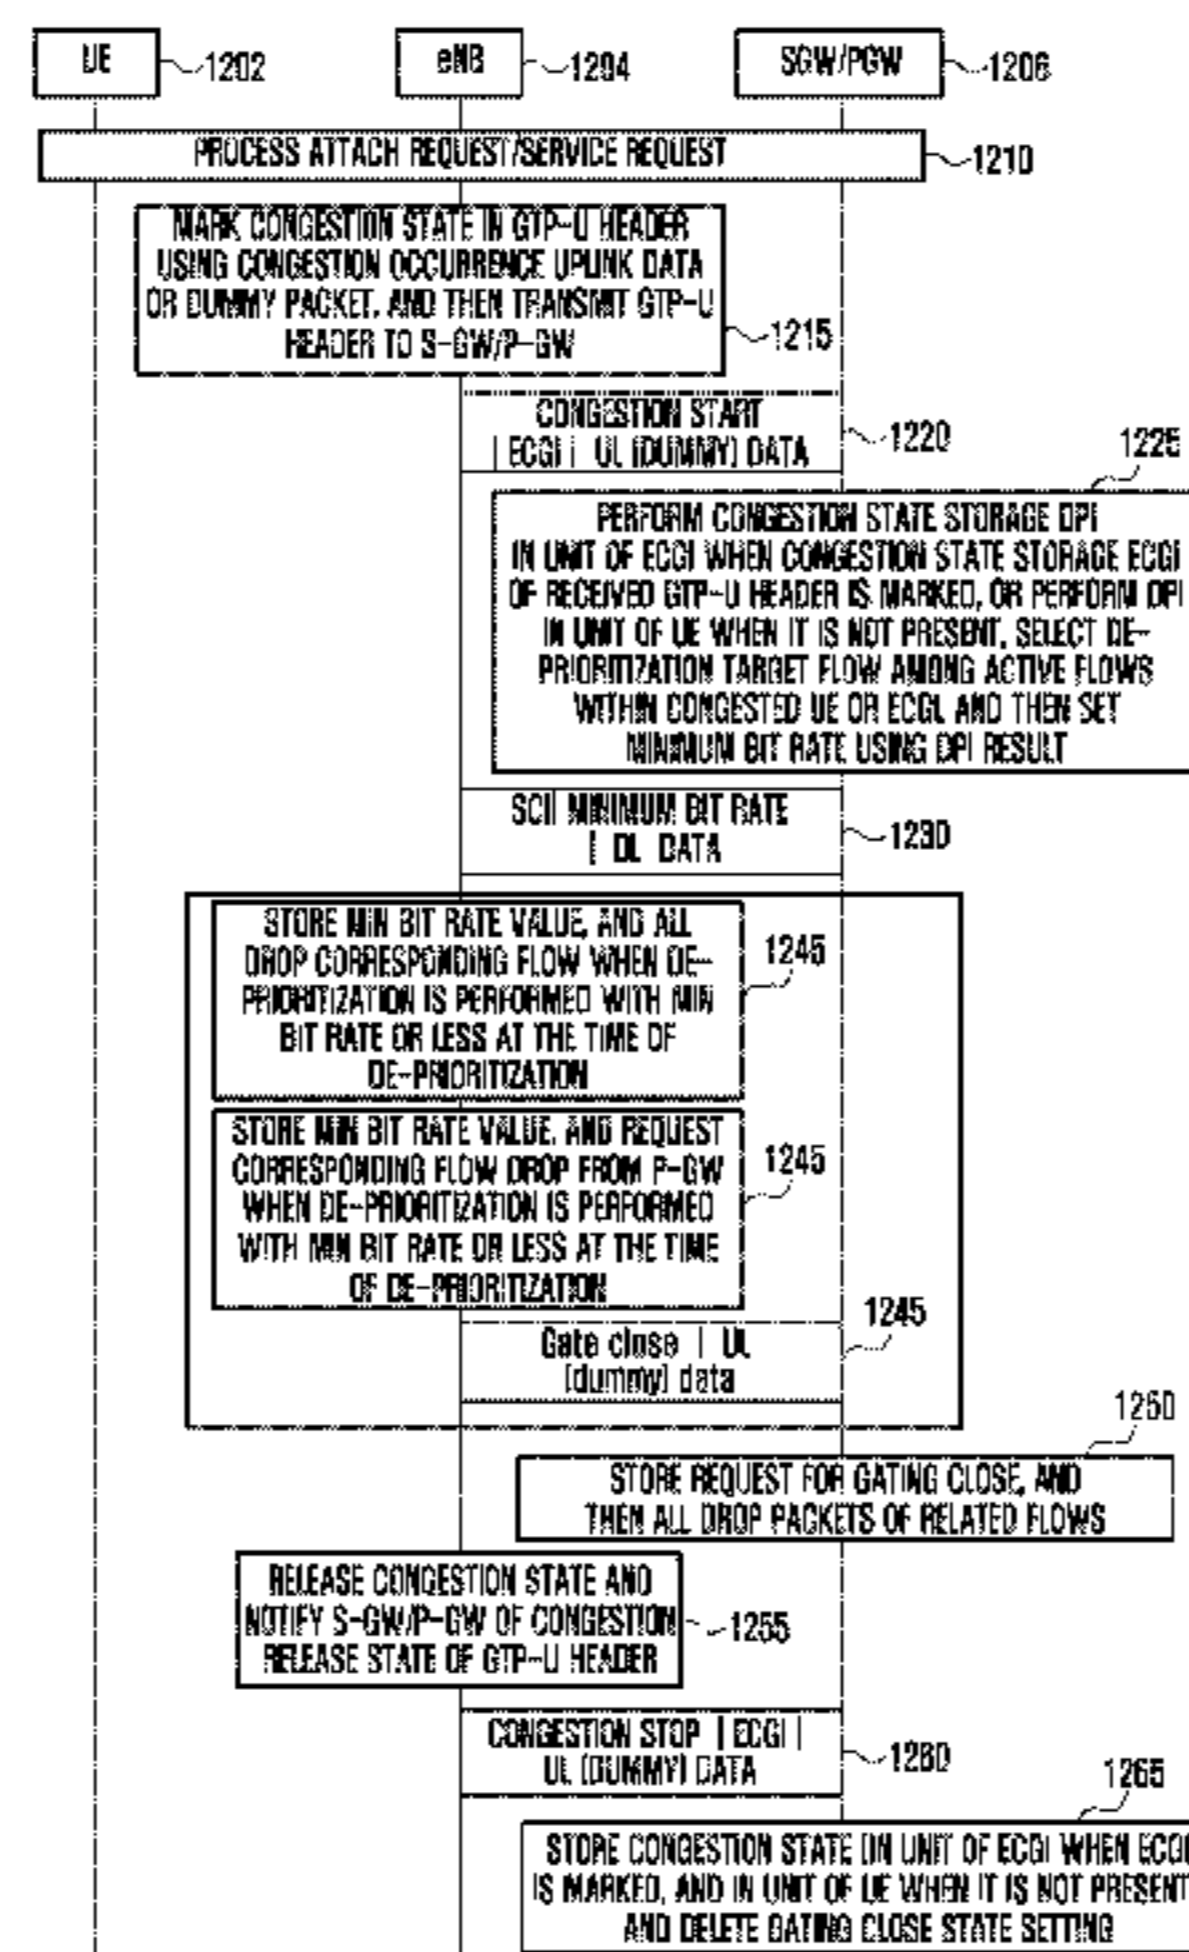 UE
1202
eNB
1204
SGW/PGW
1206
PROCESS ATTACH REQUEST/SERVICE REQUEST
1210
MARK CONGESTION STATE IN GTP-U HEADER
USING CONGESTION OCCURRENCE UPLINK DATA
OR DUMMY PACKET, AND THEN TRANSMIT GTP-U
HEADER TO S-GW/P-GW
1215
CONGESTION START
| ECGI | UL (DUMMY) DATA
1220
1225
PERFORM CONGESTION STATE STORAGE DPI
IN UNIT OF ECGI WHEN CONGESTION STATE STORAGE ECGI
OF RECEIVED GTP-U HEADER IS MARKED, OR PERFORM DPI
IN UNIT OF UE WHEN IT IS NOT PRESENT, SELECT DE-
PRIORITIZATION TARGET FLOW AMONG ACTIVE FLOWS
WITHIN CONGESTED UE OR ECGI, AND THEN SET
MINIMUM BIT RATE USING DPI RESULT
SCI| MINIMUM BIT RATE
| DL DATA
1230
STORE MIN BIT RATE VALUE, AND ALL
DROP CORRESPONDING FLOW WHEN DE-
PRIORITIZATION IS PERFORMED WITH MIN
BIT RATE OR LESS AT THE TIME OF
DE-PRIORITIZATION
1245
STORE MIN BIT RATE VALUE, AND REQUEST
CORRESPONDING FLOW DROP FROM P-GW
WHEN DE-PRIORITIZATION IS PERFORMED
WITH MIN BIT RATE OR LESS AT THE TIME
OF DE-PRIORITIZATION
1245
Gate close | UL
(dummy) data
1245
1250
STORE REQUEST FOR GATING CLOSE, AND
THEN ALL DROP PACKETS OF RELATED FLOWS
RELEASE CONGESTION STATE AND
NOTIFY S-GW/P-GW OF CONGESTION
RELEASE STATE OF GTP-U HEADER
1255
CONGESTION STOP | ECGI |
UL (DUMMY) DATA
1260
1265
STORE CONGESTION STATE (IN UNIT OF ECGI WHEN ECGI
IS MARKED, AND IN UNIT OF UE WHEN IT IS NOT PRESENT
AND DELETE GATING CLOSE STATE SETTING